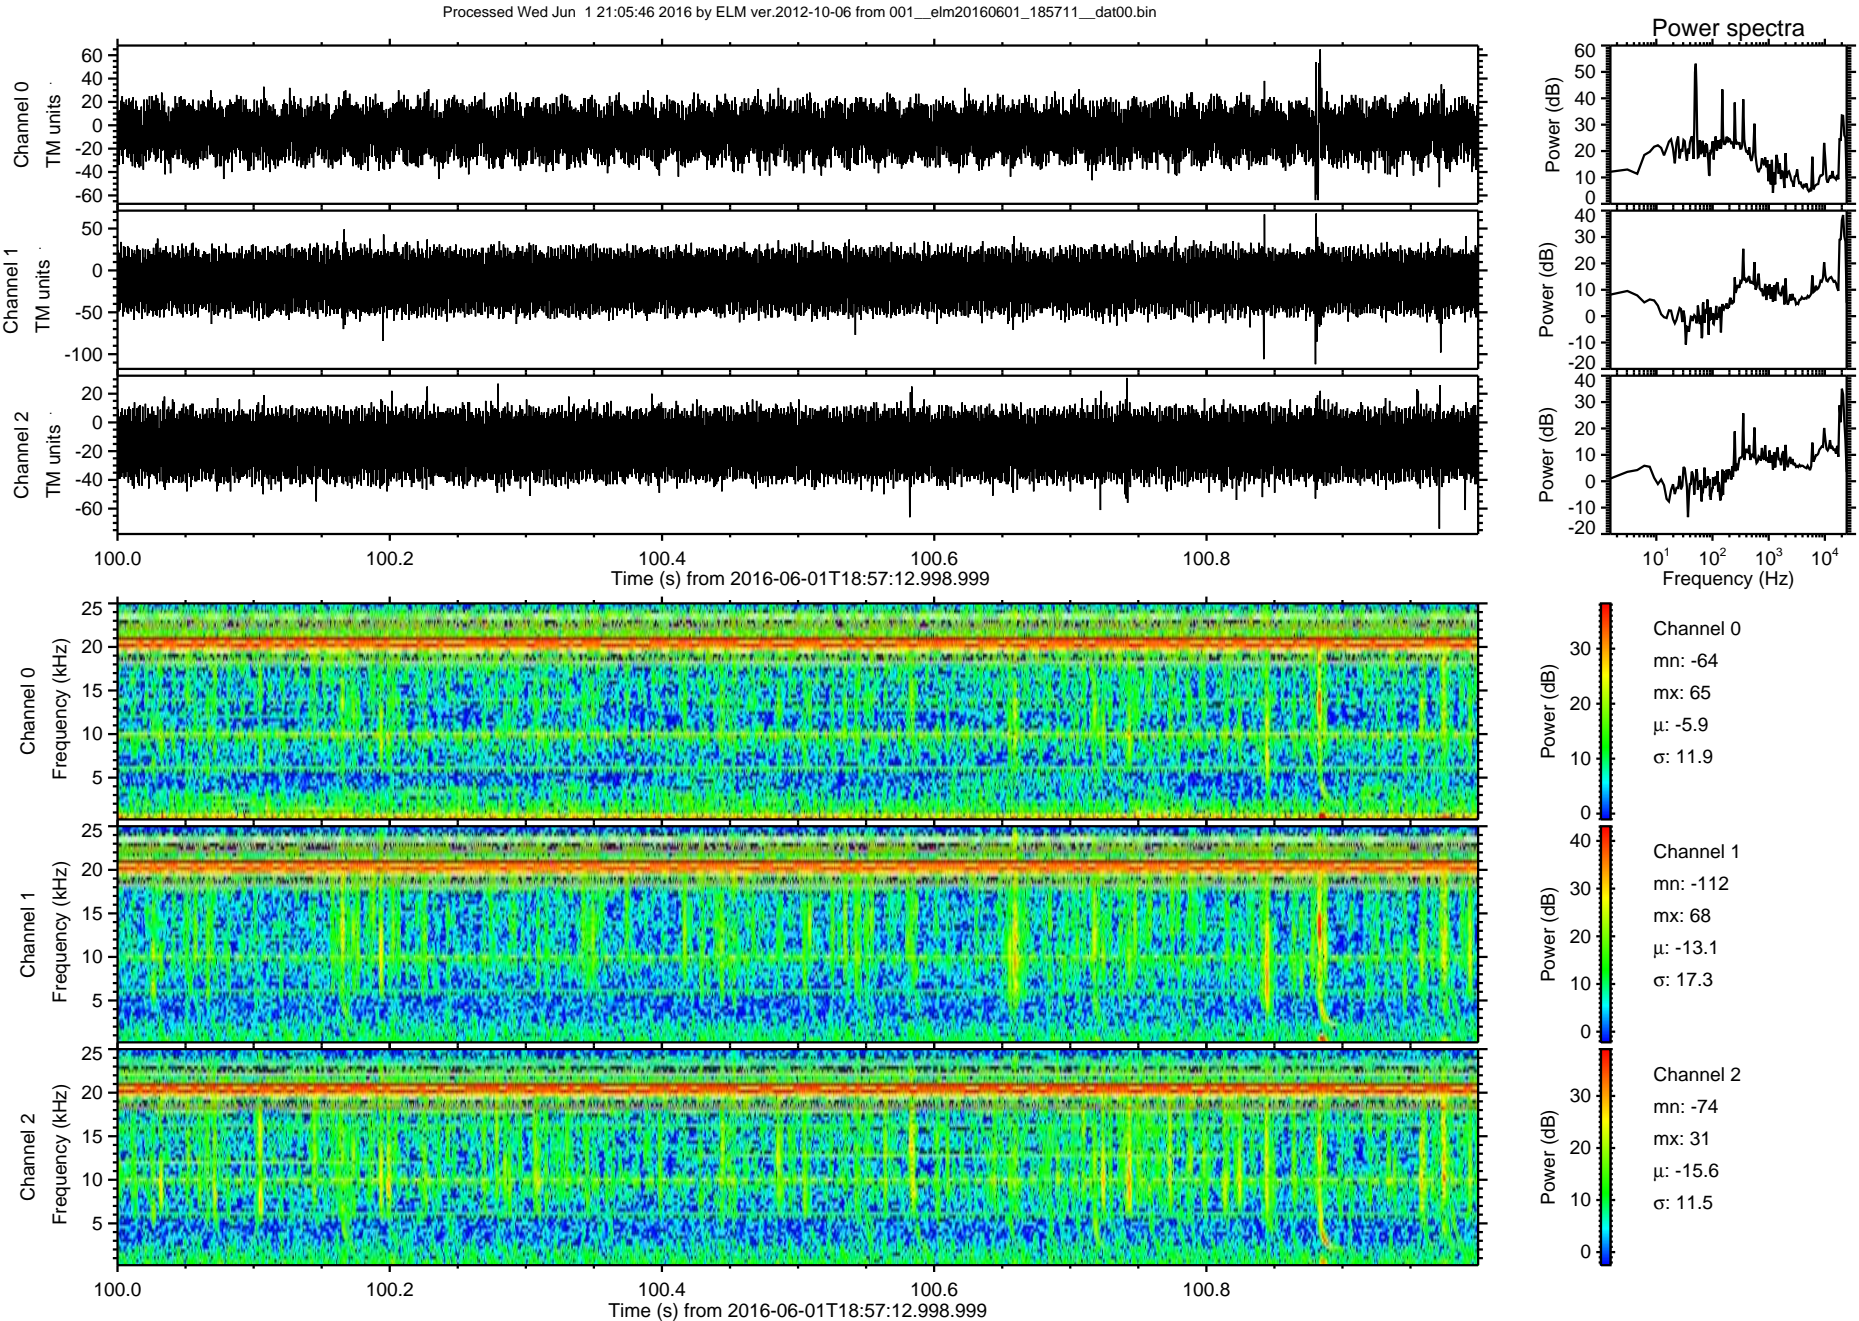 Processed Wed Jun  1 21:05:46 2016 by ELM ver.2012-10-06 from 001__elm20160601_185711__dat00.bin
Power spectra
Channel 0
TM units
60
40
20
0
-20
-40
-60
Power (dB)
60
50
40
30
20
10
0
Channel 1
TM units
50
0
-50
-100
Power (dB)
40
30
20
10
0
-10
-20
Channel 2
TM units
20
0
-20
-40
-60
Power (dB)
40
30
20
10
0
-10
-20
100.0
100.2
100.4
100.6
100.8
Time (s) from 2016-06-01T18:57:12.998.999
10¹
10²
10³
10⁴
Frequency (Hz)
Channel 0
Frequency (kHz)
25
20
15
10
5
Power (dB)
30
20
10
0
Channel 0
mn: -64
mx: 65
µ: -5.9
σ: 11.9
Channel 1
Frequency (kHz)
25
20
15
10
5
Power (dB)
40
30
20
10
0
Channel 1
mn: -112
mx: 68
µ: -13.1
σ: 17.3
Channel 2
Frequency (kHz)
25
20
15
10
5
Power (dB)
30
20
10
0
Channel 2
mn: -74
mx: 31
µ: -15.6
σ: 11.5
100.0
100.2
100.4
100.6
100.8
Time (s) from 2016-06-01T18:57:12.998.999